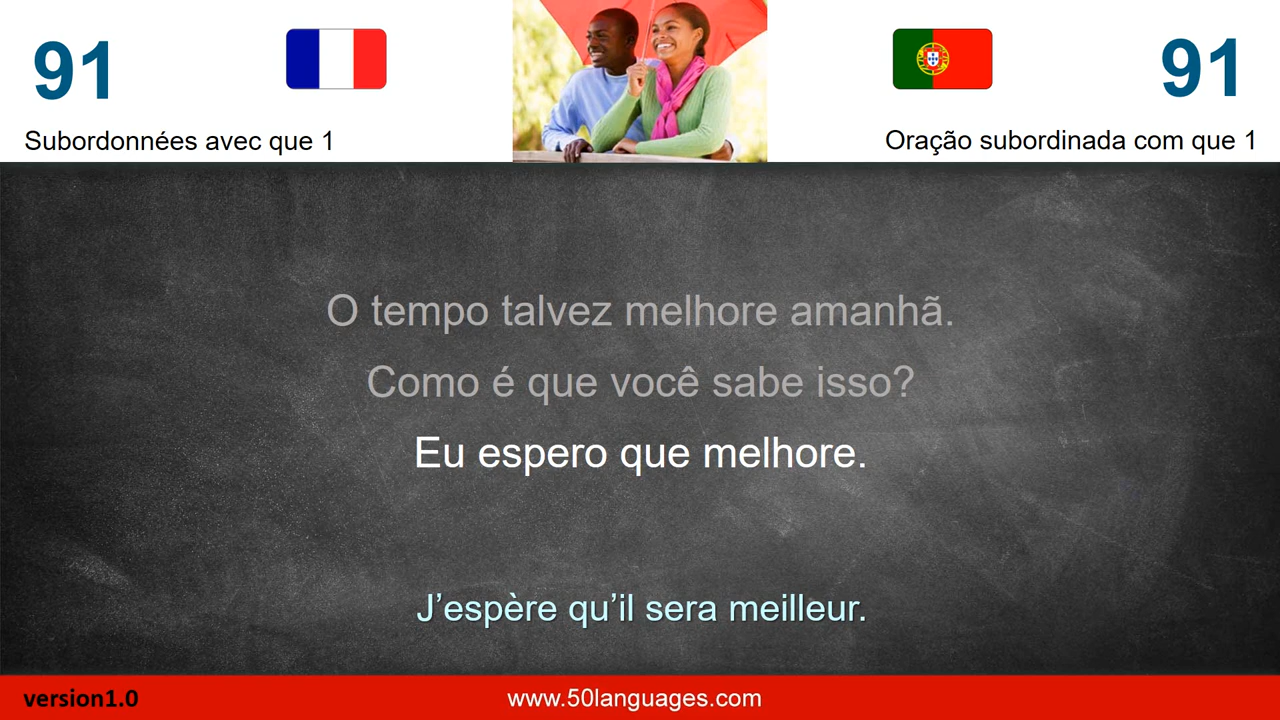 91
91
Subordonnées avec que 1
Oração subordinada com que 1
O tempo talvez melhore amanhã.
Como é que você sabe isso?
Eu espero que melhore.
J’espère qu’il sera meilleur.
version1.0
www.50languages.com